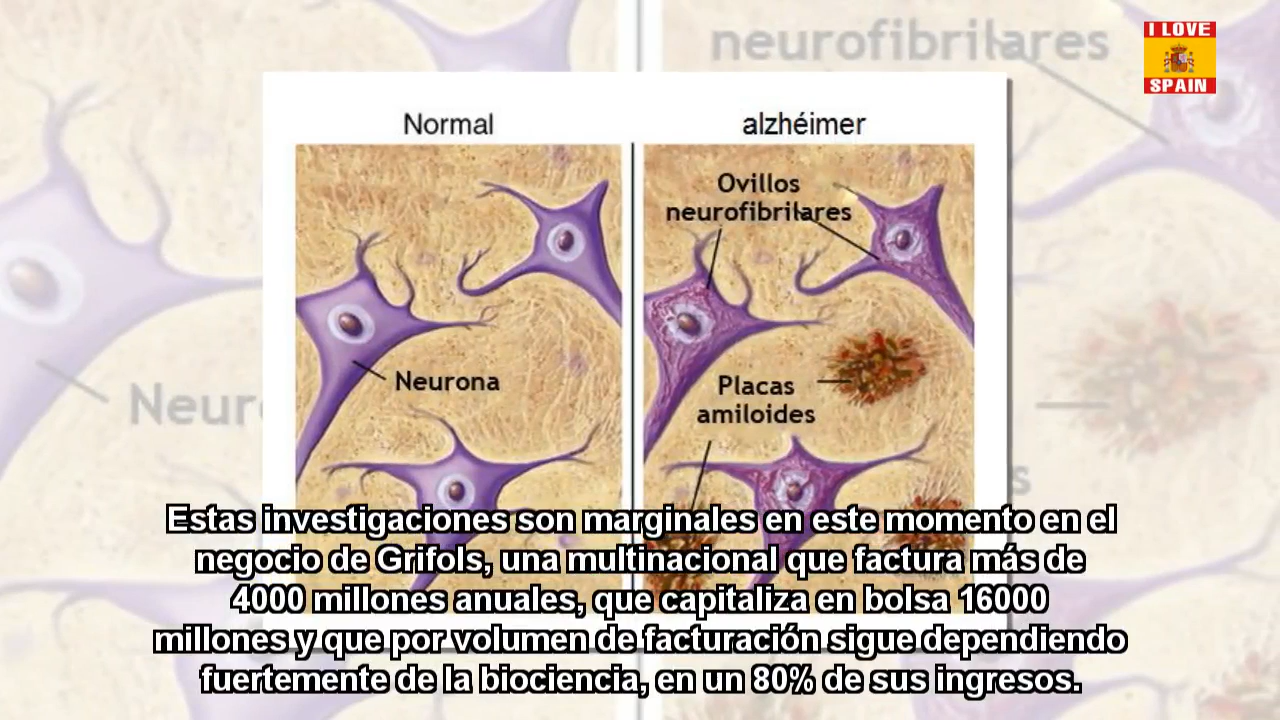 neurofibrilares
I LOVE
SPAIN
Normal
alzhéimer
Ovillos
neurofibrilares
Neurona
Placas
amiloides
Neur
s
Estas investigaciones son marginales en este momento en el
negocio de Grifols, una multinacional que factura más de
4000 millones anuales, que capitaliza en bolsa 16000
millones y que por volumen de facturación sigue dependiendo
fuertemente de la biociencia, en un 80% de sus ingresos.